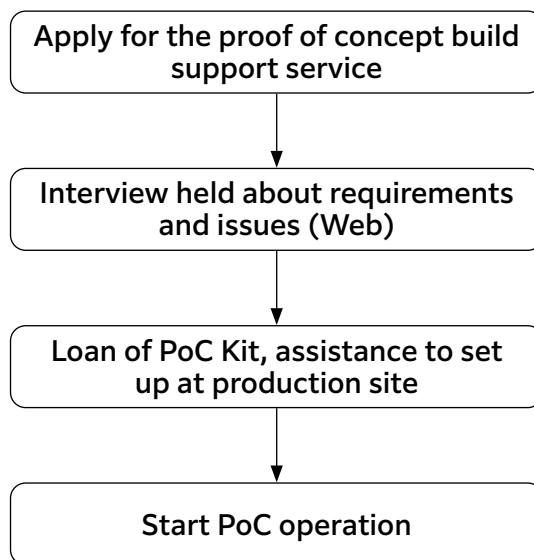 Apply for the proof of concept build
support service
Interview held about requirements
and issues (Web)
Loan of PoC Kit, assistance to set
up at production site
Start PoC operation